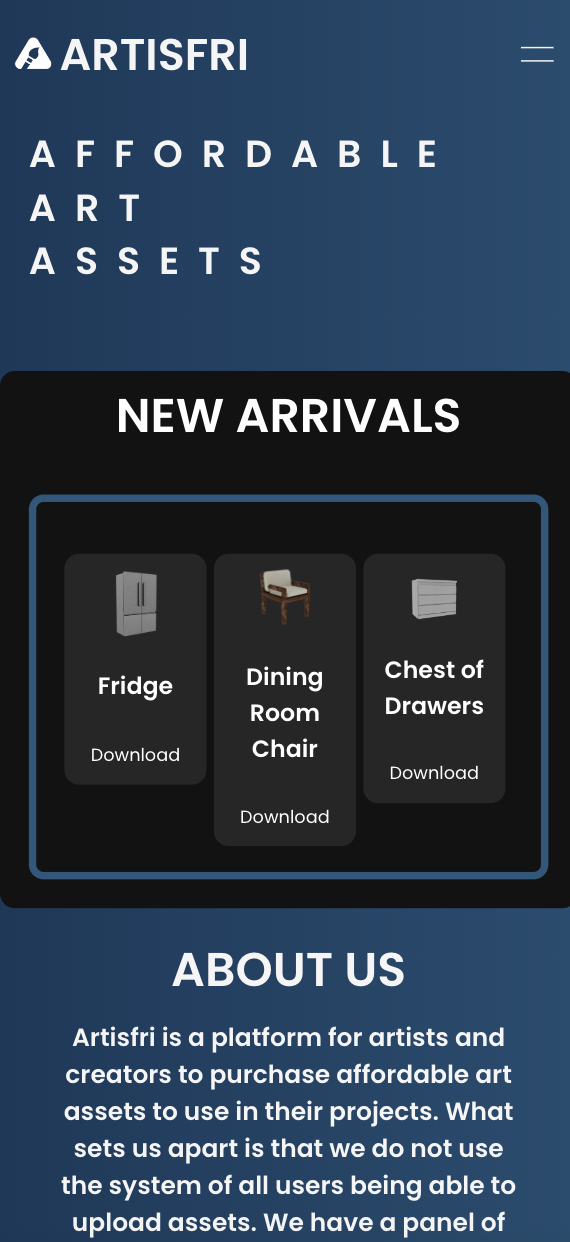 ARTISFRI
AFFORDABLE
ART
ASSETS
NEW ARRIVALS
Fridge
Download
Dining
Room
Chair
Download
Chest of
Drawers
Download
ABOUT US
Artisfri is a platform for artists and
creators to purchase affordable art
assets to use in their projects. What
sets us apart is that we do not use
the system of all users being able to
upload assets. We have a panel of